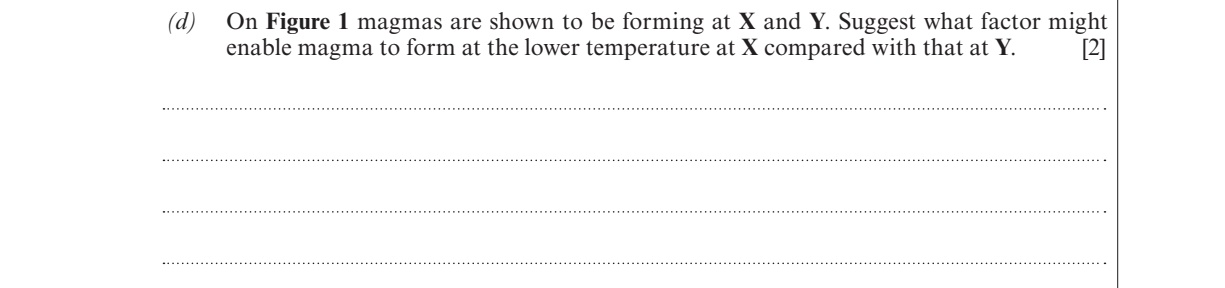 (d) On Figure 1 magmas are shown to be forming at X and Y. Suggest what factor might
enable magma to form at the lower temperature at X compared with that at Y. [2]